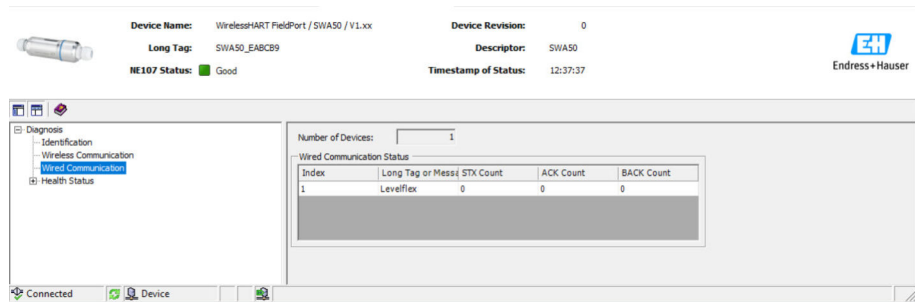 Device Name: WirelessHART FieldPort / SWA50 / V1.xx Device Revision: 0
Long Tag: SWA50_EABCB9 Descriptor: SWA50
NE107 Status: Good Timestamp of Status: 12:37:37
EH
Endress+Hauser
Diagnosis
Identification
Wireless Communication
Wired Communication
Health Status
Number of Devices: 1
Wired Communication Status
Index Long Tag or Messa STX Count ACK Count BACK Count
1 Levelflex 0 0 0
Connected Device